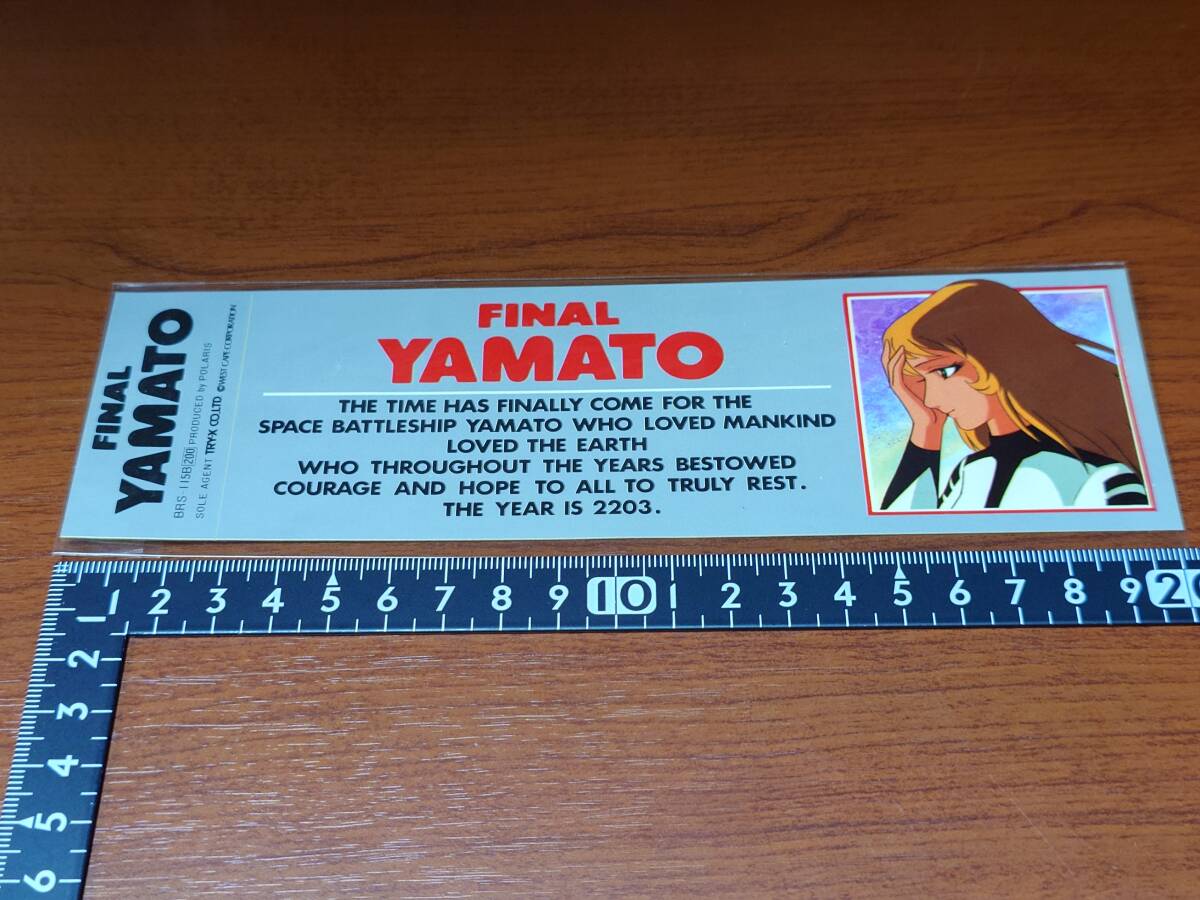 FINAL
YAMATO
BRS-115B 200 PRODUCED by POLARIS
SOLE AGENT TRY-X CO.,LTD ©WEST CAPE CORPORATION
FINAL
YAMATO
THE TIME HAS FINALLY COME FOR THE
SPACE BATTLESHIP YAMATO WHO LOVED MANKIND
LOVED THE EARTH
WHO THROUGHOUT THE YEARS BESTOWED
COURAGE AND HOPE TO ALL TO TRULY REST.
THE YEAR IS 2203.
1 2 3 4 5 6 7 8 9 10 1 2 3 4 5 6 7 8 9 20
1
2
3
4
5
6